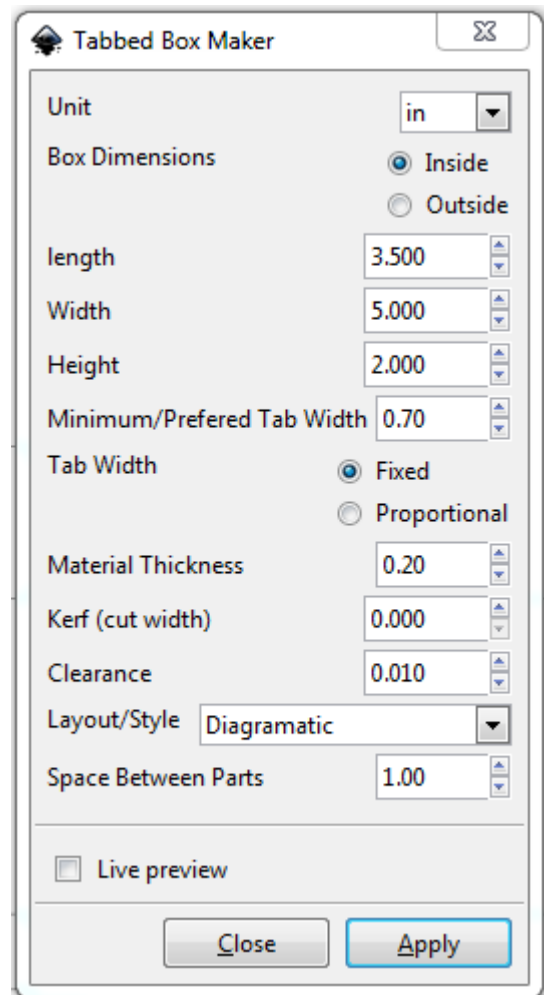 Tabbed Box Maker
Unit in
Box Dimensions Inside
Outside
length 3.500
Width 5.000
Height 2.000
Minimum/Prefered Tab Width 0.70
Tab Width Fixed
Proportional
Material Thickness 0.20
Kerf (cut width) 0.000
Clearance 0.010
Layout/Style Diagramatic
Space Between Parts 1.00
Live preview
Close Apply